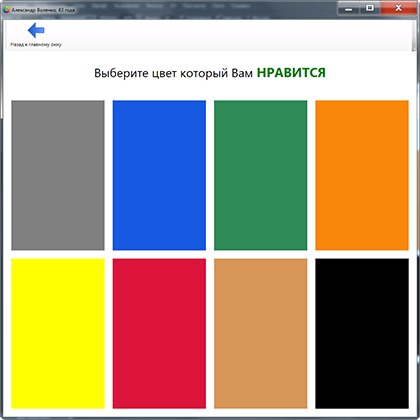 Александр Воленко, 43 года
Назад к главному окну
Выберите цвет который Вам НРАВИТСЯ